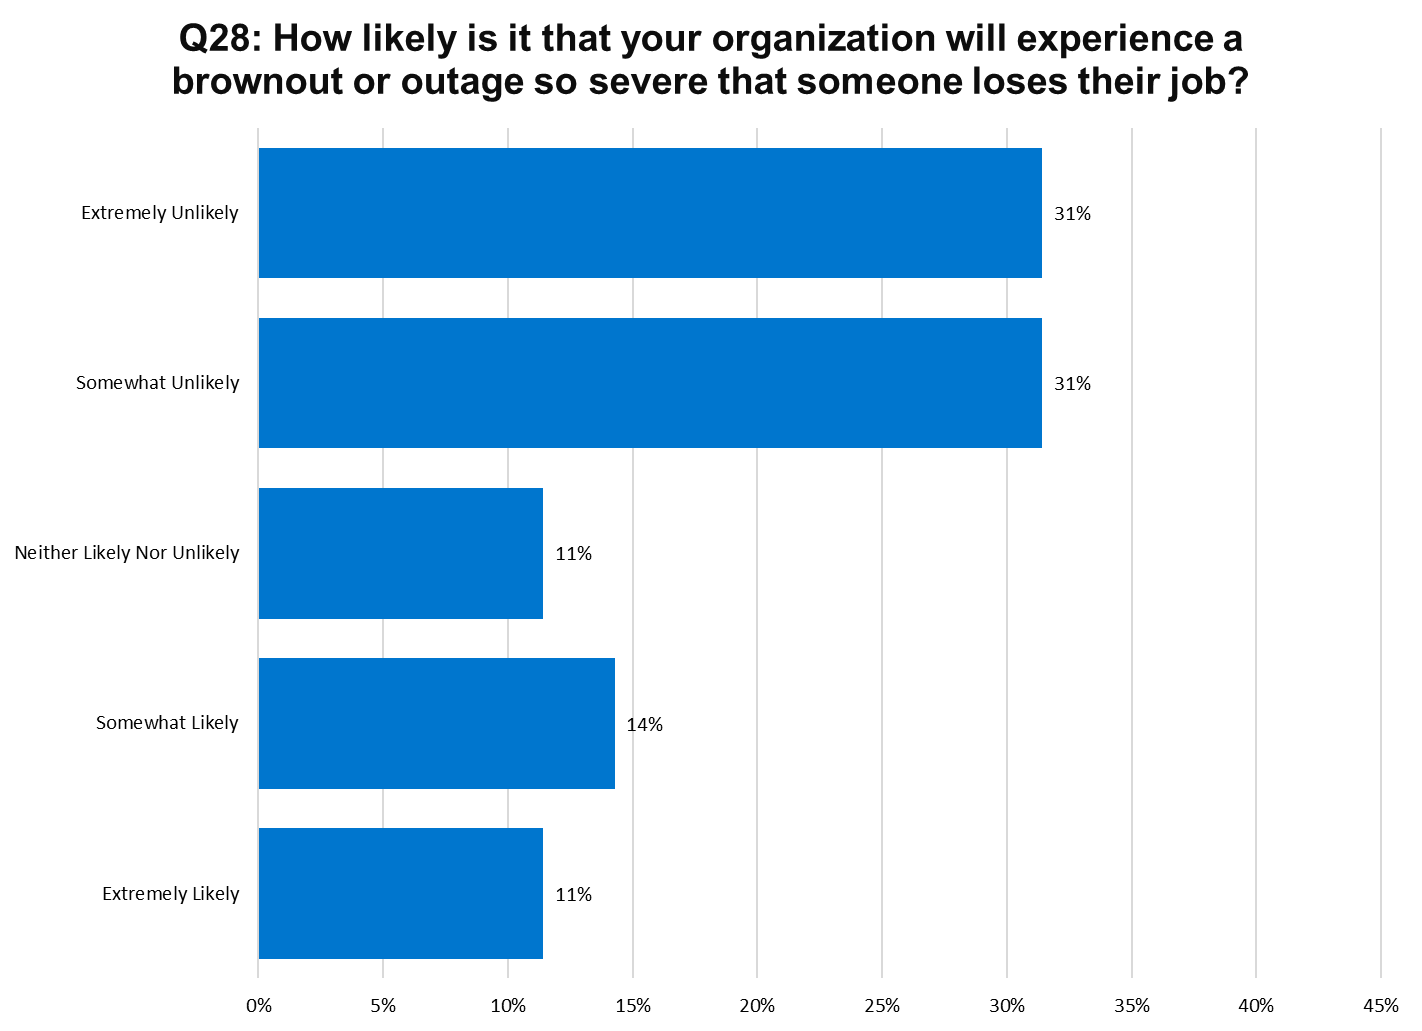 Q28: How likely is it that your organization will experience a
brownout or outage so severe that someone loses their job?
Extremely Unlikely
31%
Somewhat Unlikely
31%
Neither Likely Nor Unlikely
11%
Somewhat Likely
14%
Extremely Likely
11%
0%
5%
10%
15%
20%
25%
30%
35%
40%
45%